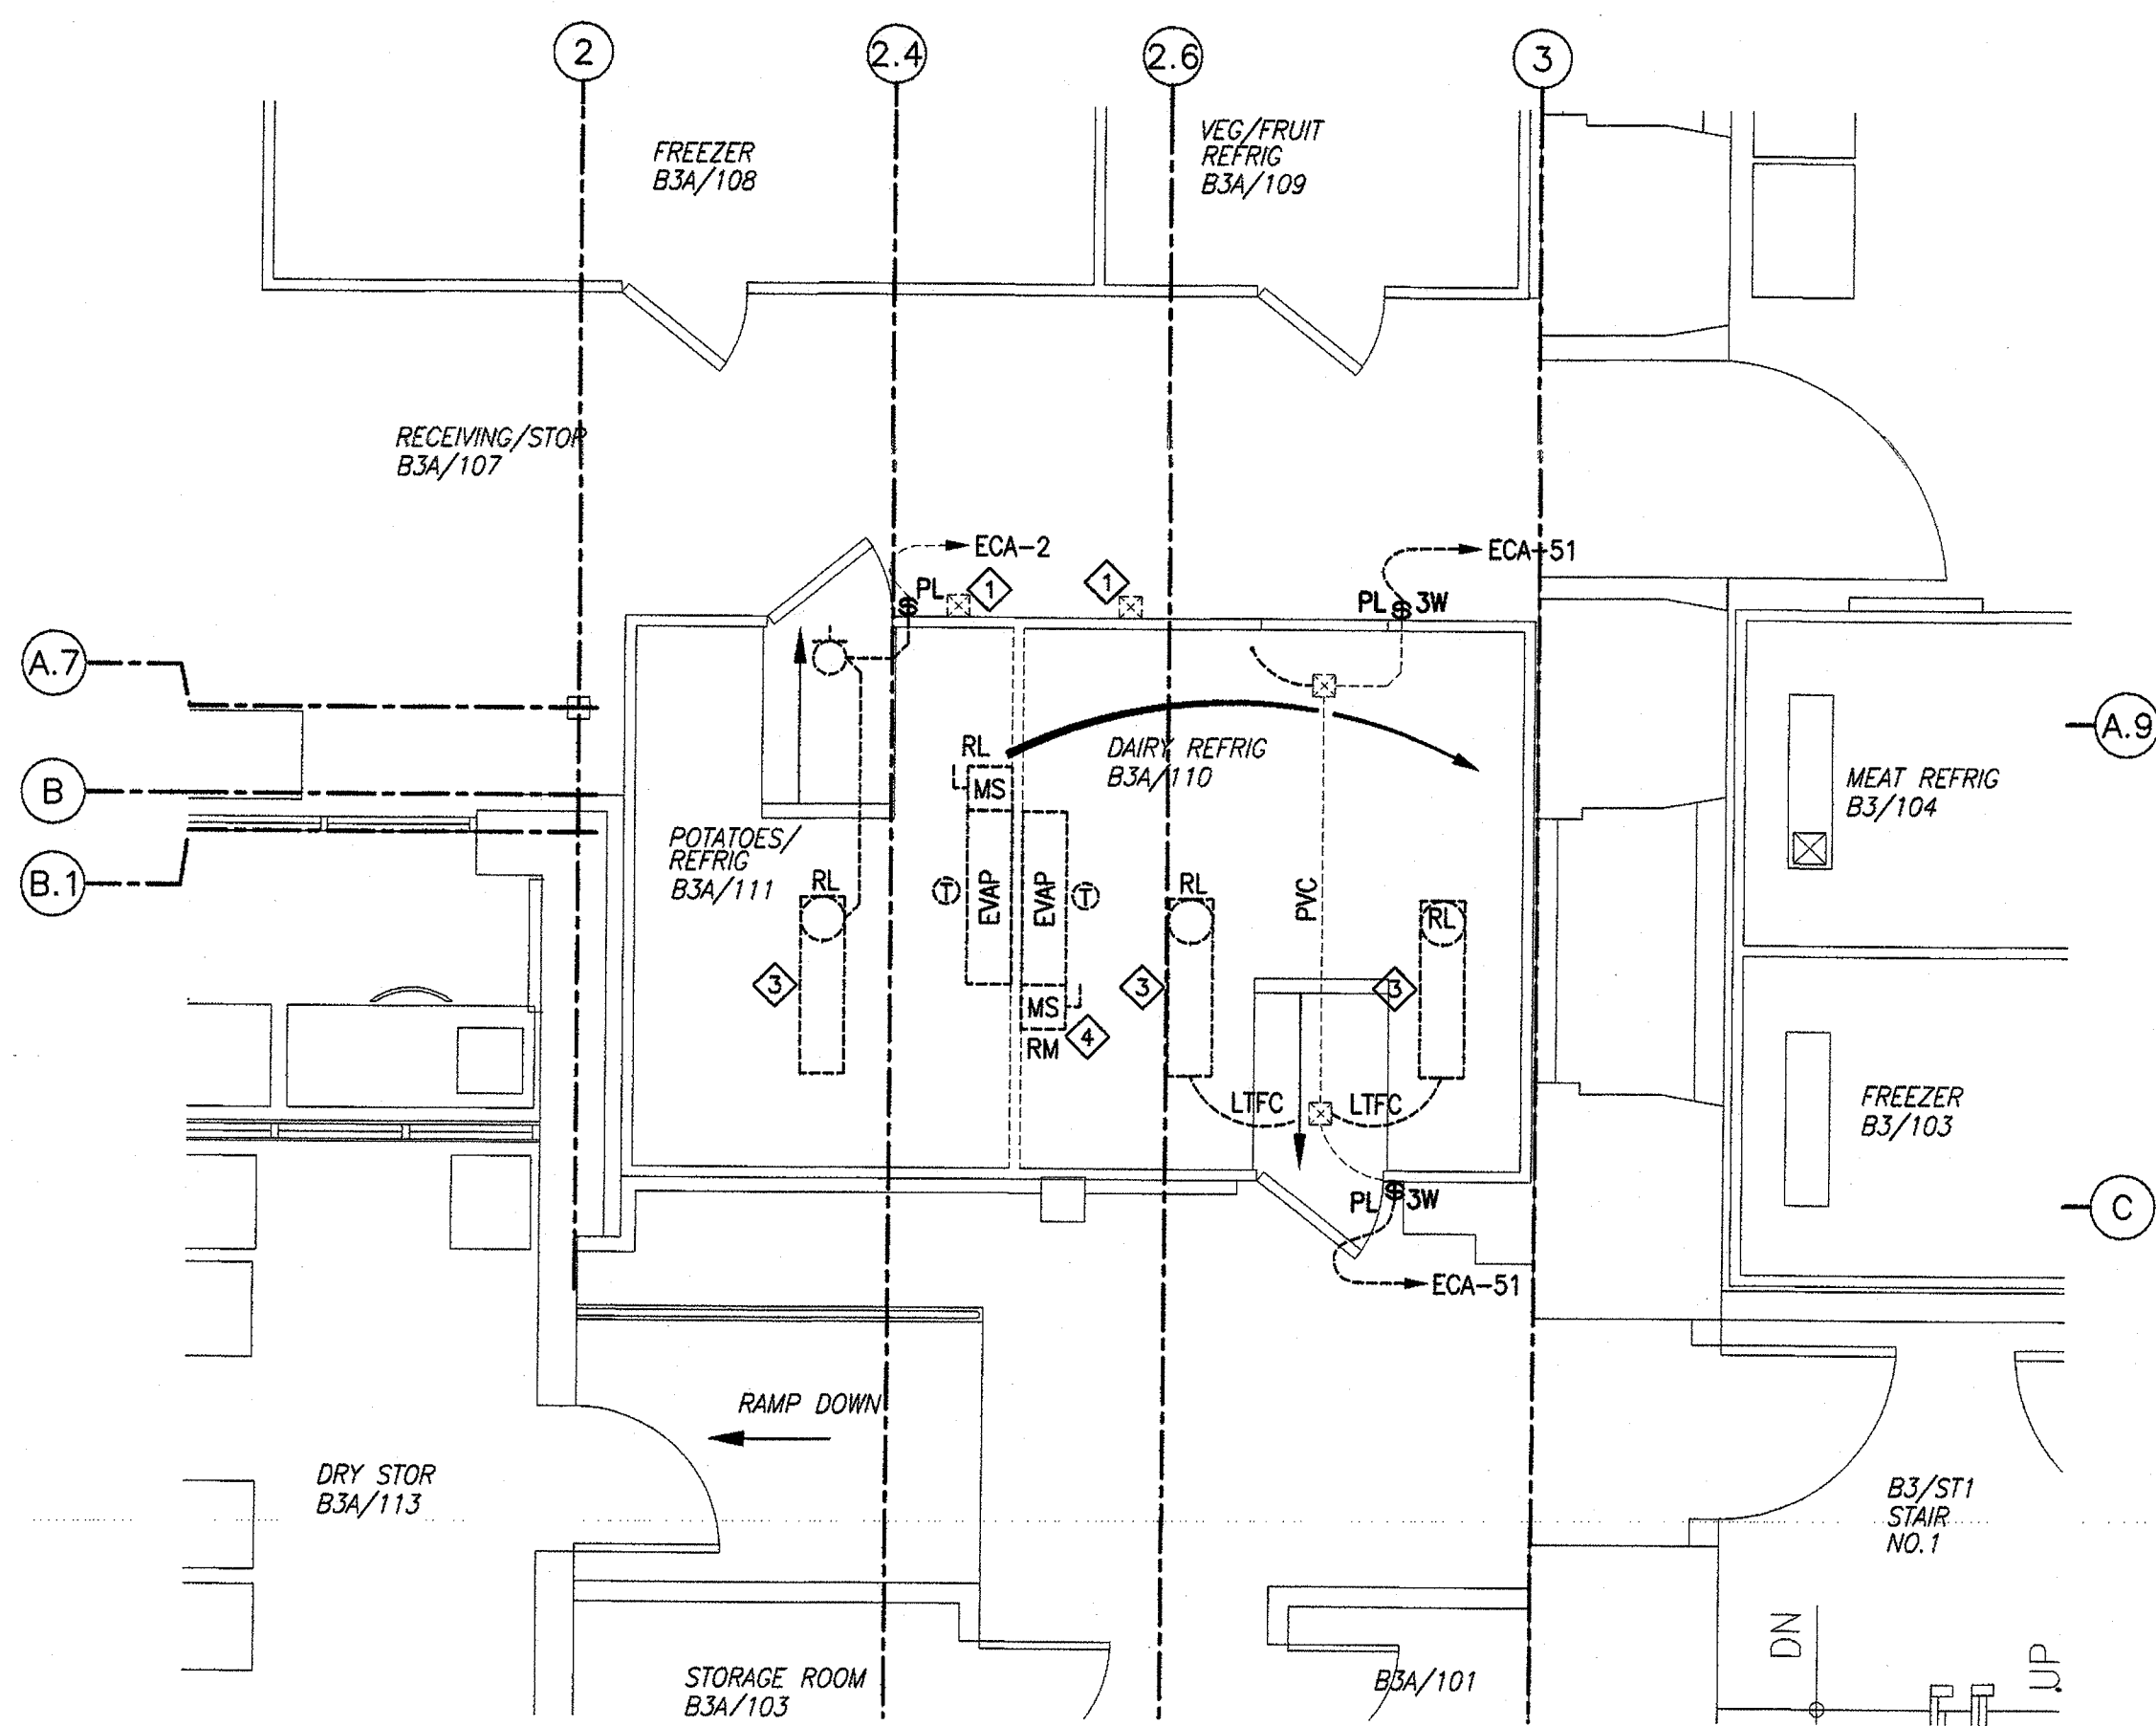 2
2.4
2.6
3
FREEZER
B3A/108
VEG/FRUIT
REFRIG
B3A/109
RECEIVING/STOR
B3A/107
ECA-2
ECA-51
PL
1
1
PL
3W
A.7
A.9
RL
DAIRY REFRIG
B3A/110
MS
MEAT REFRIG
B3/104
B
POTATOES/
REFRIG
B3A/111
B.1
RL
T
EVAP
EVAP
T
RL
PVC
RL
3
3
3
MS
4
RM
LTFC
LTFC
FREEZER
B3/103
PL
3W
C
ECA-51
RAMP DOWN
DRY STOR
B3A/113
B3/ST1
STAIR
NO.1
STORAGE ROOM
B3A/103
B3A/101
DN
UP